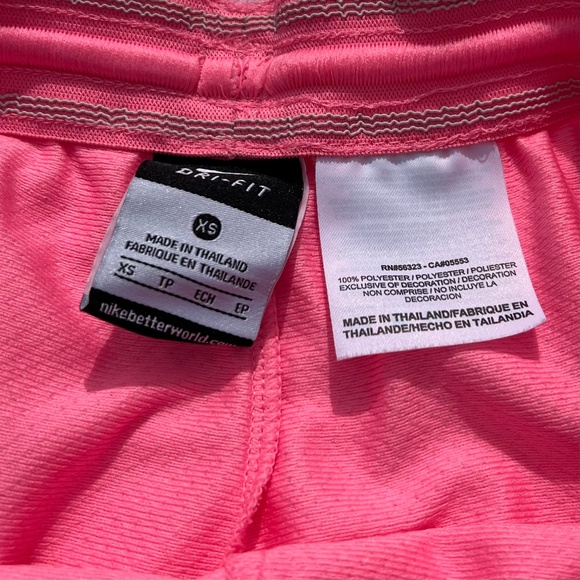 DRI-FIT
XS
MADE IN THAILAND
FABRIQUE EN THAILANDE
XS TP ECH EP
nikebetterworld.com
RN#56323 - CA#05553
100% POLYESTER / POLYESTER / POLIESTER
EXCLUSIVE OF DECORATION / DECORATION
NON COMPRISE / NO INCLUYE LA
DECORACION
MADE IN THAILAND/FABRIQUE EN
THAILANDE/HECHO EN TAILANDIA